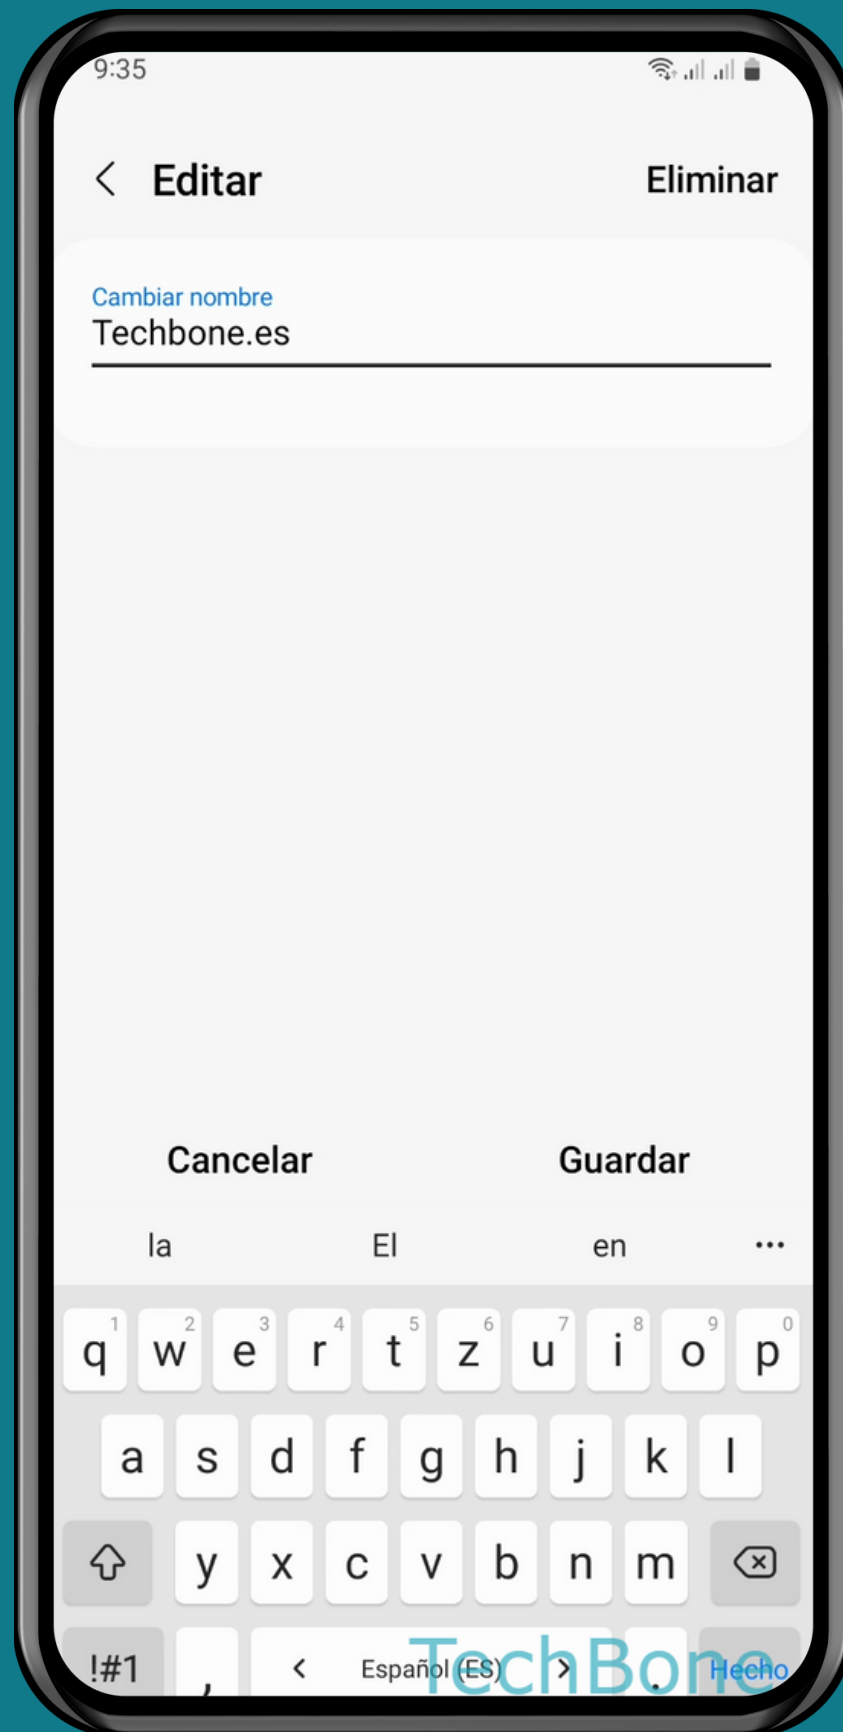 9:35
Editar Eliminar
Cambiar nombre
Techbone.es
Cancelar Guardar
la El en ...
1 2 3 4 5 6 7 8 9 0
q w e r t z u i o p
a s d f g h j k l
y x c v b n m
!#1 , < Español (ES) > . Hecho
TechBone